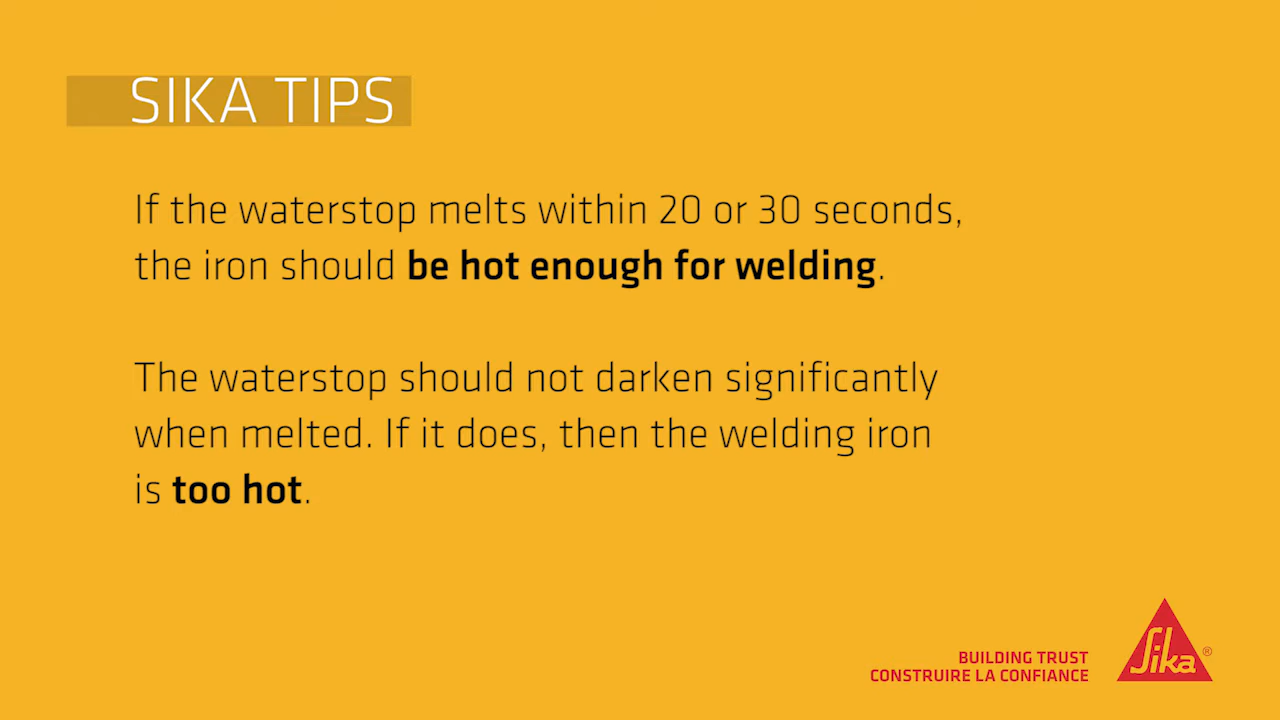 SIKA TIPS
If the waterstop melts within 20 or 30 seconds,
the iron should be hot enough for welding.
The waterstop should not darken significantly
when melted. If it does, then the welding iron
is too hot.
BUILDING TRUST
CONSTRUIRE LA CONFIANCE
Sika®